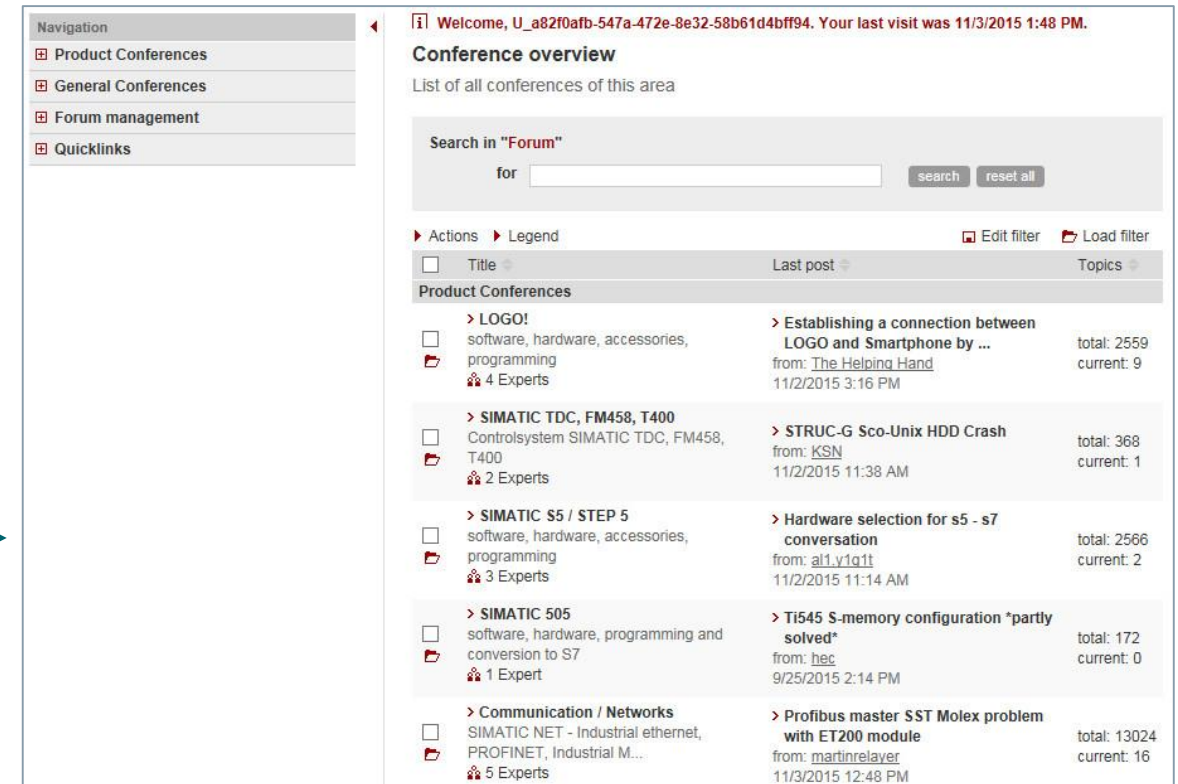 Navigation
Product Conferences
General Conferences
Forum management
Quicklinks
Welcome, U_a82f0afb-547a-472e-8e32-58b61d4bff94. Your last visit was 11/3/2015 1:48 PM.
Conference overview
List of all conferences of this area
Search in "Forum"
for
search reset all
Actions Legend Edit filter Load filter
Title Last post Topics
Product Conferences
> LOGO!
software, hardware, accessories,
programming
4 Experts
> Establishing a connection between
LOGO and Smartphone by ...
from: The Helping Hand
11/2/2015 3:16 PM
total: 2559
current: 9
> SIMATIC TDC, FM458, T400
Controlsystem SIMATIC TDC, FM458,
T400
2 Experts
> STRUC-G Sco-Unix HDD Crash
from: KSN
11/2/2015 11:38 AM
total: 368
current: 1
> SIMATIC S5 / STEP 5
software, hardware, accessories,
programming
3 Experts
> Hardware selection for s5 - s7
conversation
from: al1.y1q1t
11/2/2015 11:14 AM
total: 2566
current: 2
> SIMATIC 505
software, hardware, programming and
conversion to S7
1 Expert
> Ti545 S-memory configuration *partly
solved*
from: hec
9/25/2015 2:14 PM
total: 172
current: 0
> Communication / Networks
SIMATIC NET - Industrial ethernet,
PROFINET, Industrial M...
5 Experts
> Profibus master SST Molex problem
with ET200 module
from: martinrelayer
11/3/2015 12:48 PM
total: 13024
current: 16